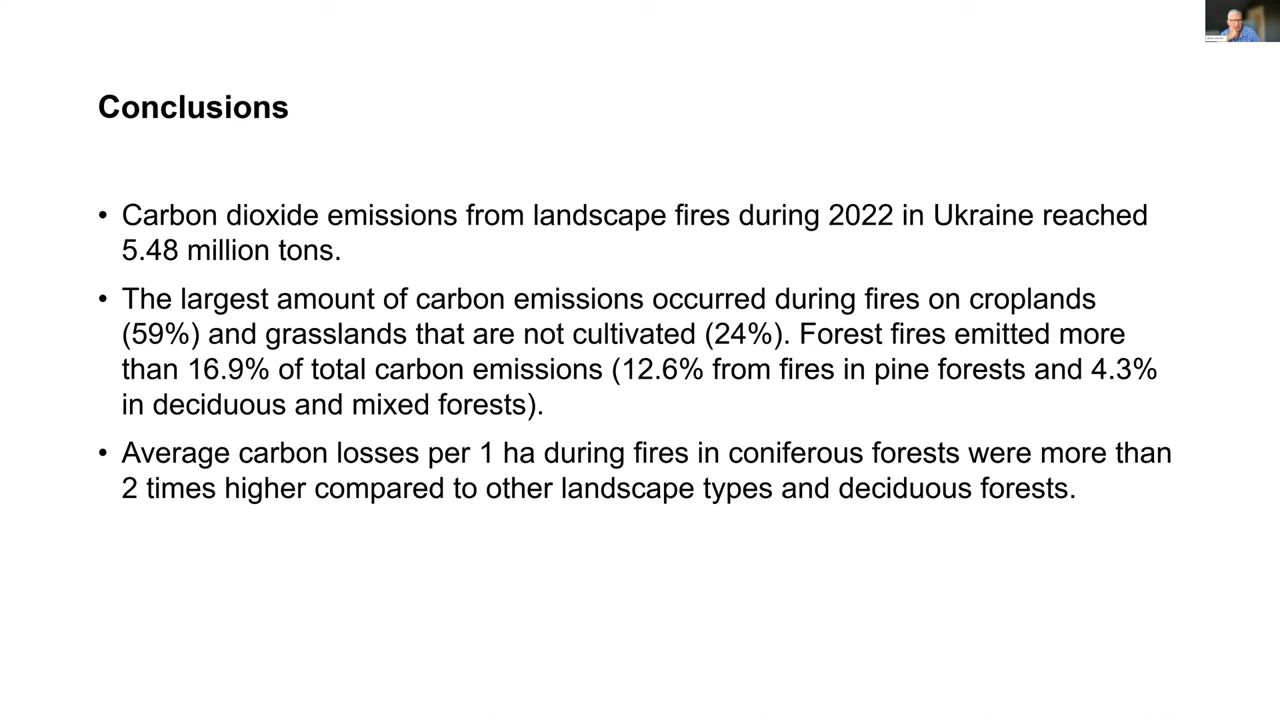 Conclusions
• Carbon dioxide emissions from landscape fires during 2022 in Ukraine reached
5.48 million tons.
• The largest amount of carbon emissions occurred during fires on croplands
(59%) and grasslands that are not cultivated (24%). Forest fires emitted more
than 16.9% of total carbon emissions (12.6% from fires in pine forests and 4.3%
in deciduous and mixed forests).
• Average carbon losses per 1 ha during fires in coniferous forests were more than
2 times higher compared to other landscape types and deciduous forests.